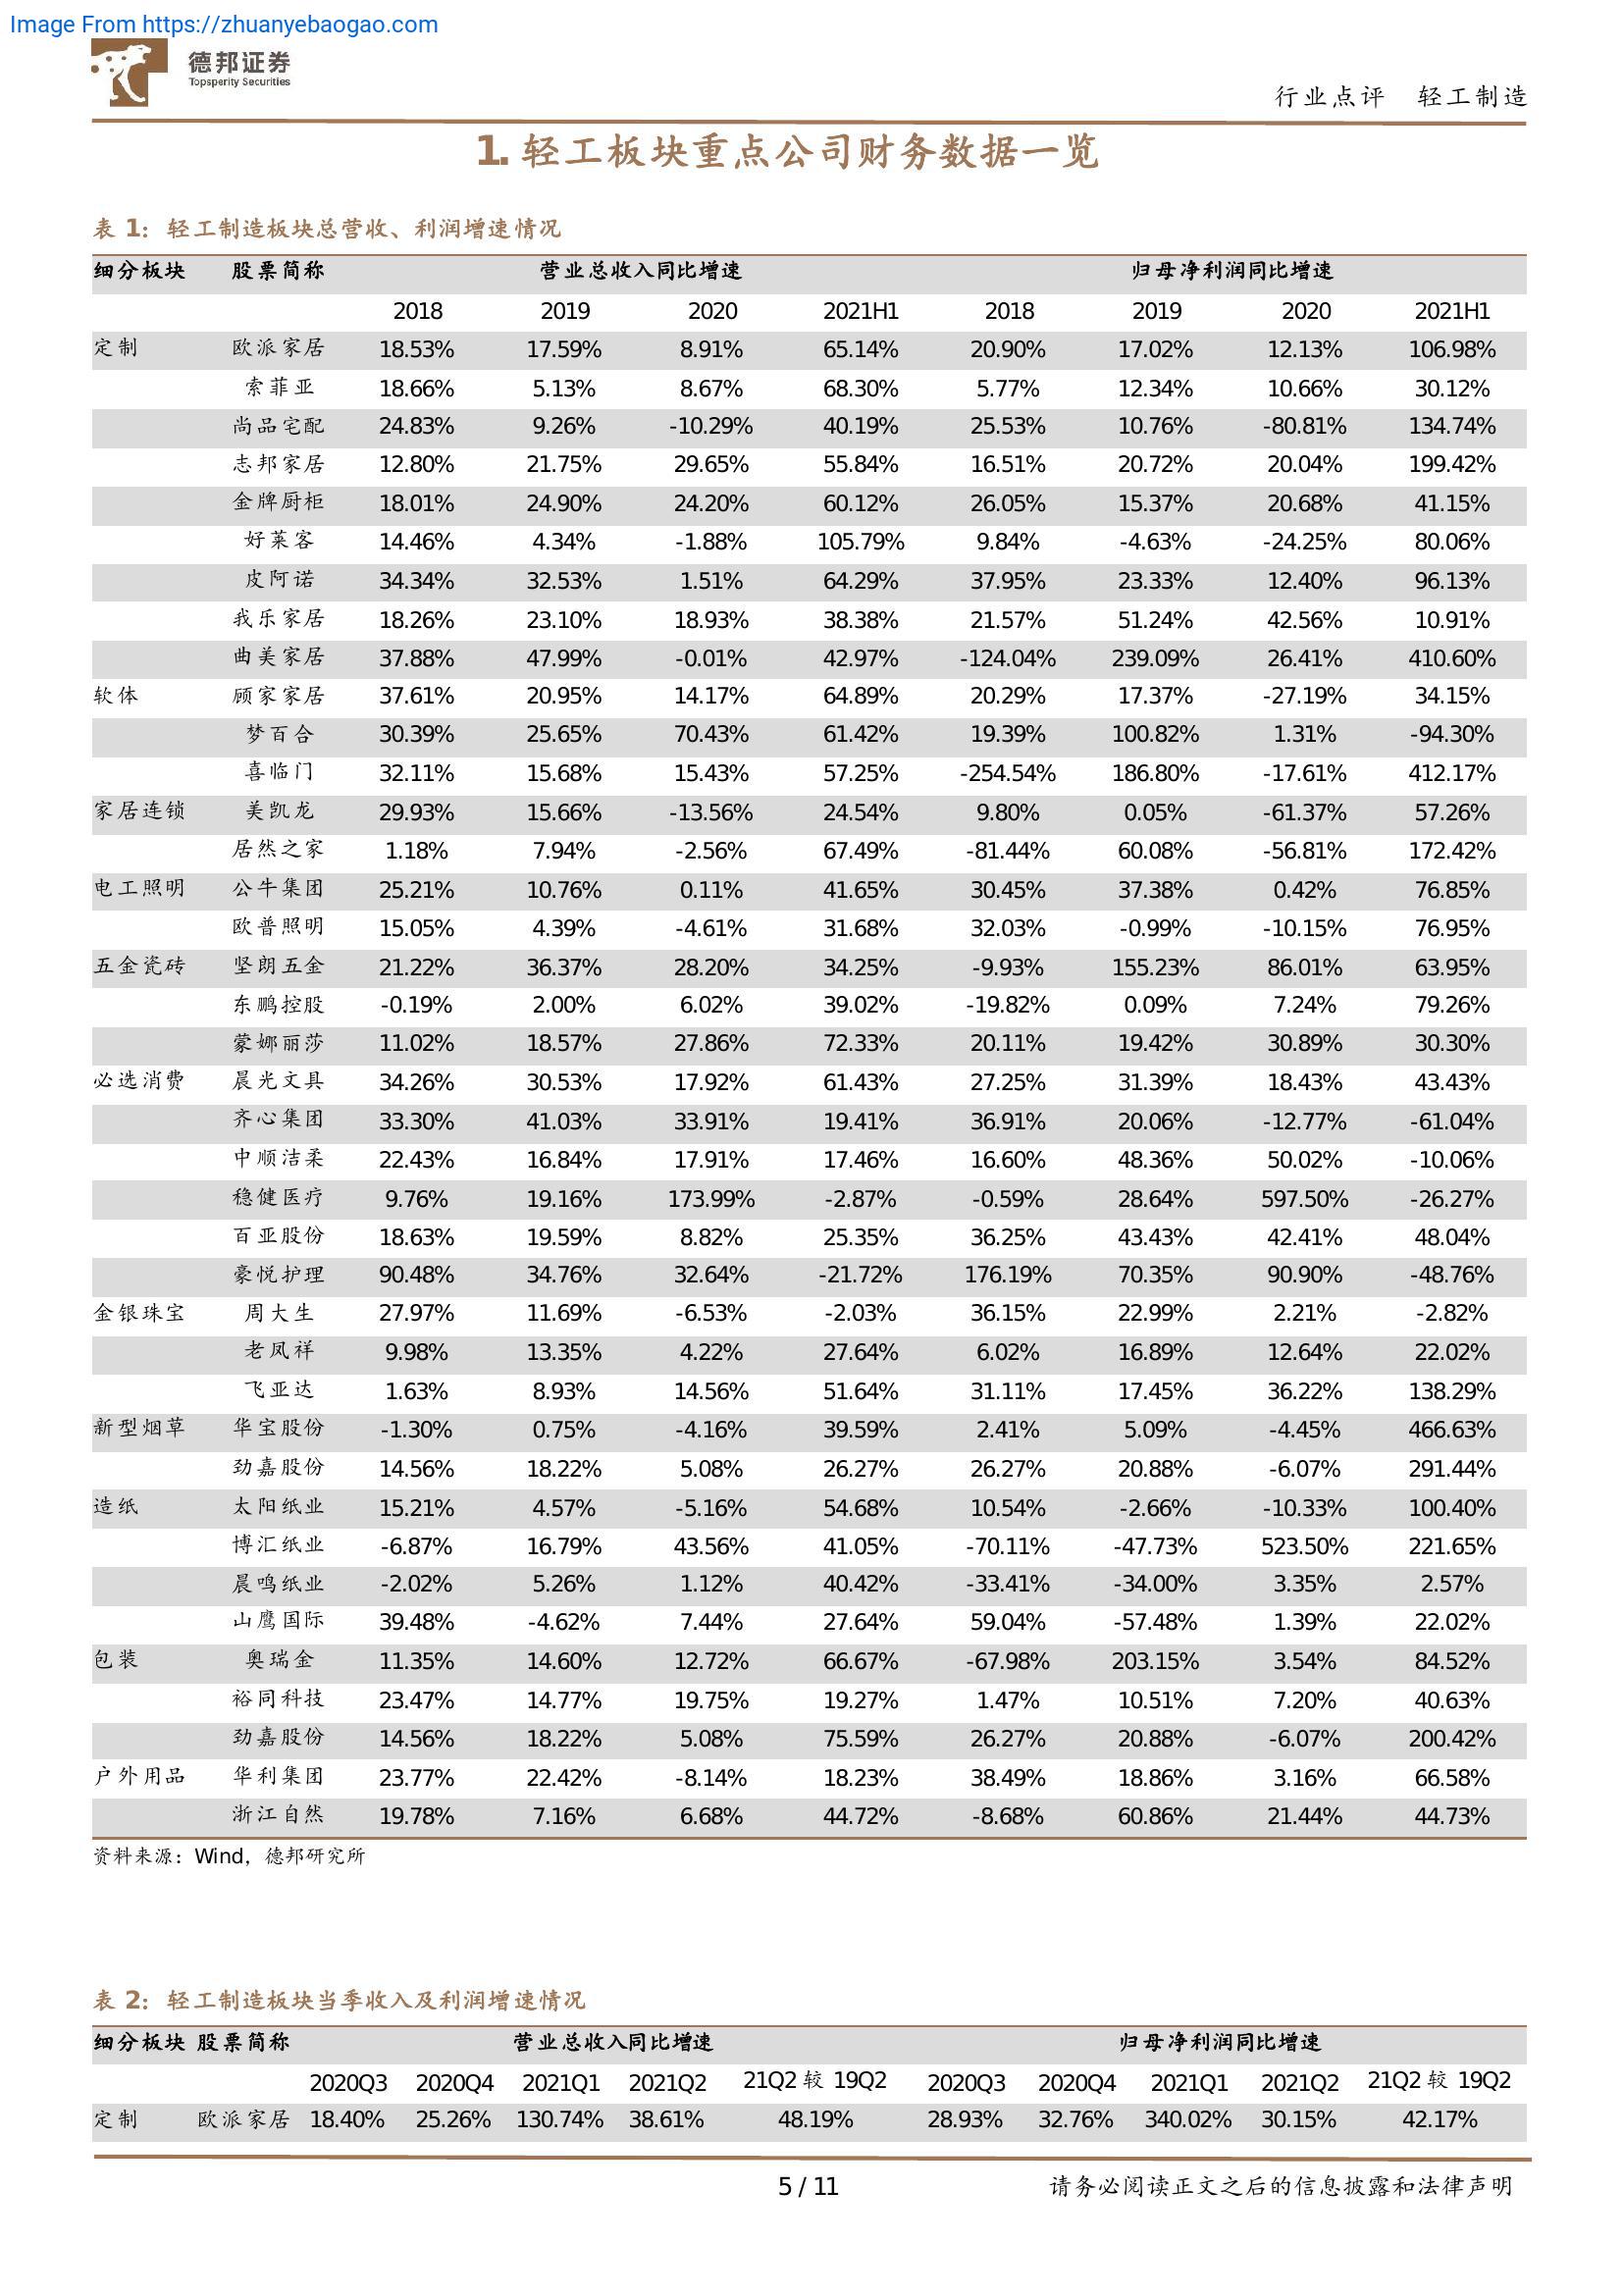 Image From https://zhuanyebaogao.com
德邦证券
Topsperity Securities
行业点评 轻工制造
1. 轻工板块重点公司财务数据一览
表 1：轻工制造板块总营收、利润增速情况
细分板块 股票简称 营业总收入同比增速 归母净利润同比增速
2018 2019 2020 2021H1 2018 2019 2020 2021H1
定制 欧派家居 18.53% 17.59% 8.91% 65.14% 20.90% 17.02% 12.13% 106.98%
索菲亚 18.66% 5.13% 8.67% 68.30% 5.77% 12.34% 10.66% 30.12%
尚品宅配 24.83% 9.26% -10.29% 40.19% 25.53% 10.76% -80.81% 134.74%
志邦家居 12.80% 21.75% 29.65% 55.84% 16.51% 20.72% 20.04% 199.42%
金牌厨柜 18.01% 24.90% 24.20% 60.12% 26.05% 15.37% 20.68% 41.15%
好莱客 14.46% 4.34% -1.88% 105.79% 9.84% -4.63% -24.25% 80.06%
皮阿诺 34.34% 32.53% 1.51% 64.29% 37.95% 23.33% 12.40% 96.13%
我乐家居 18.26% 23.10% 18.93% 38.38% 21.57% 51.24% 42.56% 10.91%
曲美家居 37.88% 47.99% -0.01% 42.97% -124.04% 239.09% 26.41% 410.60%
软体 顾家家居 37.61% 20.95% 14.17% 64.89% 20.29% 17.37% -27.19% 34.15%
梦百合 30.39% 25.65% 70.43% 61.42% 19.39% 100.82% 1.31% -94.30%
喜临门 32.11% 15.68% 15.43% 57.25% -254.54% 186.80% -17.61% 412.17%
家居连锁 美凯龙 29.93% 15.66% -13.56% 24.54% 9.80% 0.05% -61.37% 57.26%
居然之家 1.18% 7.94% -2.56% 67.49% -81.44% 60.08% -56.81% 172.42%
电工照明 公牛集团 25.21% 10.76% 0.11% 41.65% 30.45% 37.38% 0.42% 76.85%
欧普照明 15.05% 4.39% -4.61% 31.68% 32.03% -0.99% -10.15% 76.95%
五金瓷砖 坚朗五金 21.22% 36.37% 28.20% 34.25% -9.93% 155.23% 86.01% 63.95%
东鹏控股 -0.19% 2.00% 6.02% 39.02% -19.82% 0.09% 7.24% 79.26%
蒙娜丽莎 11.02% 18.57% 27.86% 72.33% 20.11% 19.42% 30.89% 30.30%
必选消费 晨光文具 34.26% 30.53% 17.92% 61.43% 27.25% 31.39% 18.43% 43.43%
齐心集团 33.30% 41.03% 33.91% 19.41% 36.91% 20.06% -12.77% -61.04%
中顺洁柔 22.43% 16.84% 17.91% 17.46% 16.60% 48.36% 50.02% -10.06%
稳健医疗 9.76% 19.16% 173.99% -2.87% -0.59% 28.64% 597.50% -26.27%
百亚股份 18.63% 19.59% 8.82% 25.35% 36.25% 43.43% 42.41% 48.04%
豪悦护理 90.48% 34.76% 32.64% -21.72% 176.19% 70.35% 90.90% -48.76%
金银珠宝 周大生 27.97% 11.69% -6.53% -2.03% 36.15% 22.99% 2.21% -2.82%
老凤祥 9.98% 13.35% 4.22% 27.64% 6.02% 16.89% 12.64% 22.02%
飞亚达 1.63% 8.93% 14.56% 51.64% 31.11% 17.45% 36.22% 138.29%
新型烟草 华宝股份 -1.30% 0.75% -4.16% 39.59% 2.41% 5.09% -4.45% 466.63%
劲嘉股份 14.56% 18.22% 5.08% 26.27% 26.27% 20.88% -6.07% 291.44%
造纸 太阳纸业 15.21% 4.57% -5.16% 54.68% 10.54% -2.66% -10.33% 100.40%
博汇纸业 -6.87% 16.79% 43.56% 41.05% -70.11% -47.73% 523.50% 221.65%
晨鸣纸业 -2.02% 5.26% 1.12% 40.42% -33.41% -34.00% 3.35% 2.57%
山鹰国际 39.48% -4.62% 7.44% 27.64% 59.04% -57.48% 1.39% 22.02%
包装 奥瑞金 11.35% 14.60% 12.72% 66.67% -67.98% 203.15% 3.54% 84.52%
裕同科技 23.47% 14.77% 19.75% 19.27% 1.47% 10.51% 7.20% 40.63%
劲嘉股份 14.56% 18.22% 5.08% 75.59% 26.27% 20.88% -6.07% 200.42%
户外用品 华利集团 23.77% 22.42% -8.14% 18.23% 38.49% 18.86% 3.16% 66.58%
浙江自然 19.78% 7.16% 6.68% 44.72% -8.68% 60.86% 21.44% 44.73%
资料来源：Wind，德邦研究所
表 2：轻工制造板块当季收入及利润增速情况
细分板块 股票简称 营业总收入同比增速 归母净利润同比增速
2020Q3 2020Q4 2021Q1 2021Q2 21Q2 较 19Q2 2020Q3 2020Q4 2021Q1 2021Q2 21Q2 较 19Q2
定制 欧派家居 18.40% 25.26% 130.74% 38.61% 48.19% 28.93% 32.76% 340.02% 30.15% 42.17%
5 / 11 请务必阅读正文之后的信息披露和法律声明